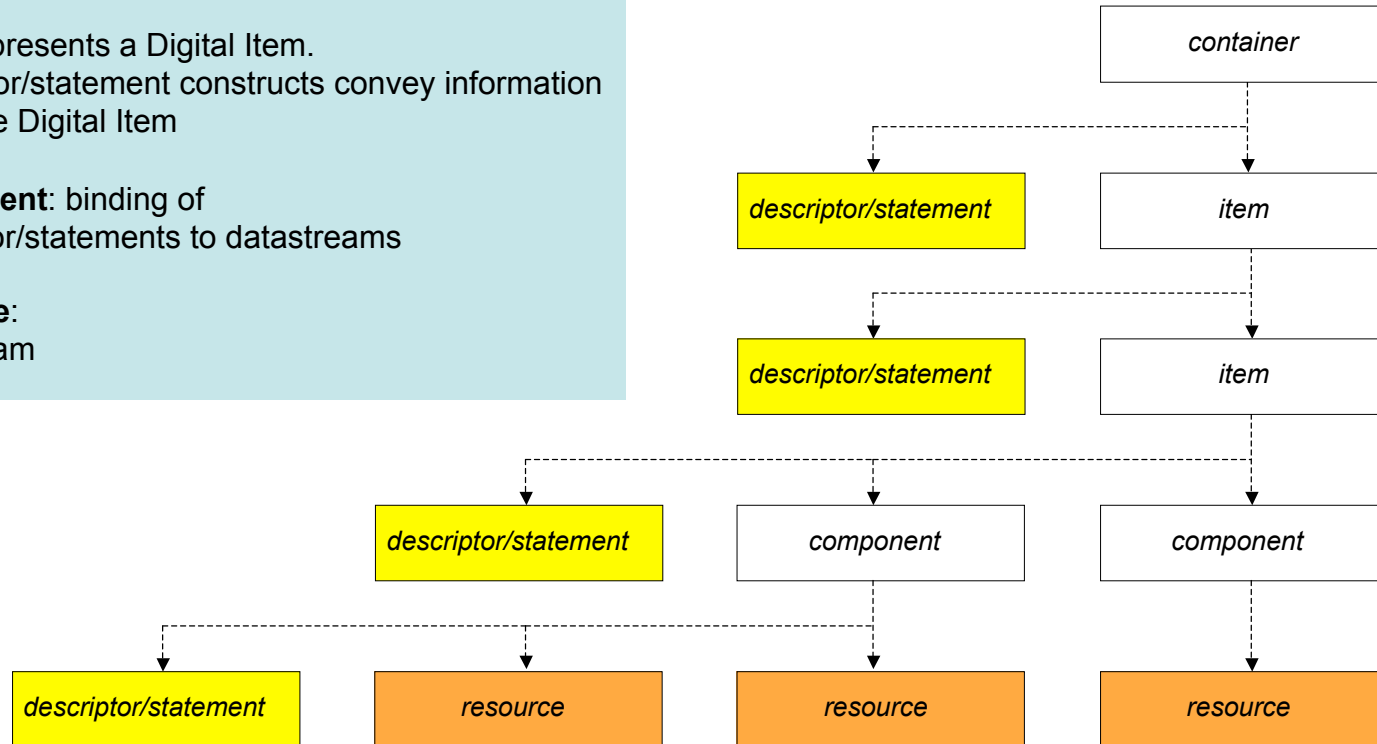 presents a Digital Item.
or/statement constructs convey information
e Digital Item
ent: binding of
or/statements to datastreams
e:
am
container
descriptor/statement
item
descriptor/statement
item
descriptor/statement
component
component
descriptor/statement
resource
resource
resource